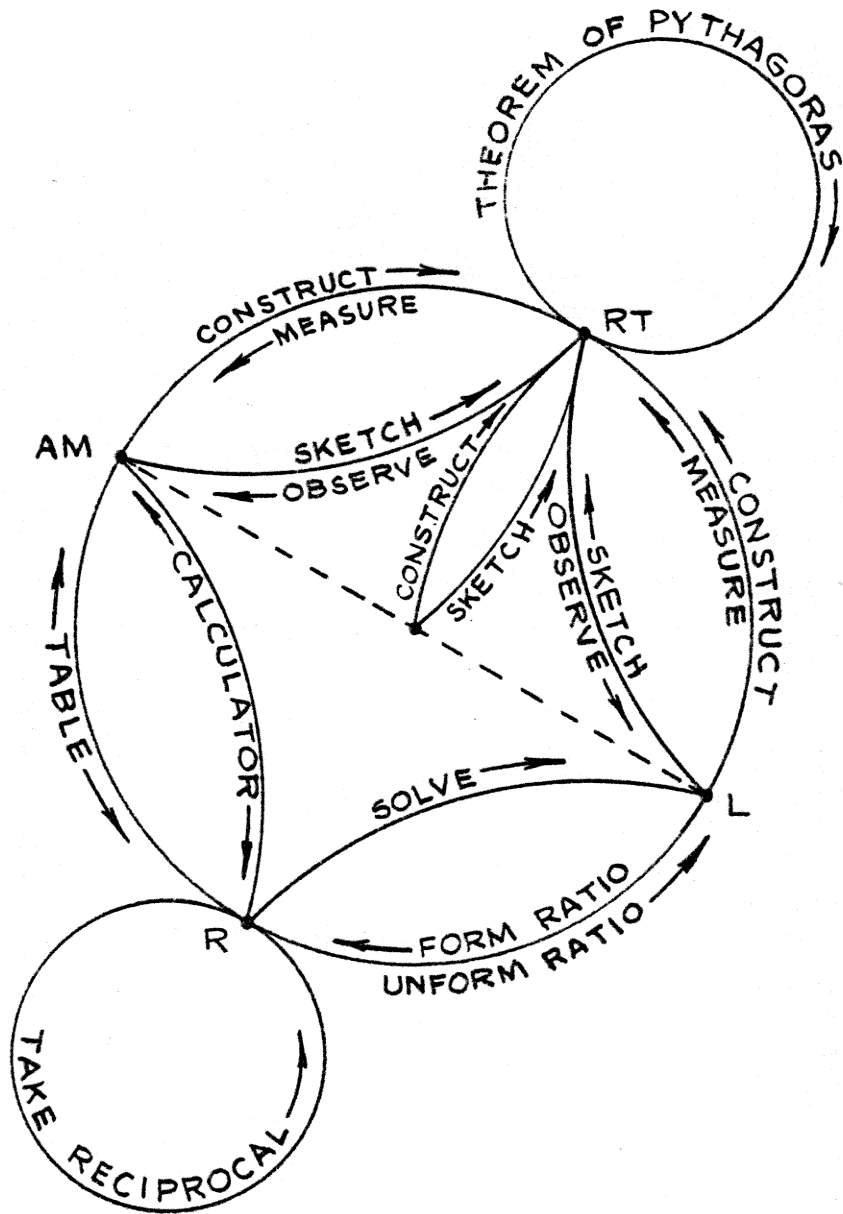 THEOREM OF PYTHAGORAS
CONSTRUCT
MEASURE
RT
AM
SKETCH
OBSERVE
CONSTRUCT
SKETCH
SKETCH
OBSERVE
MEASURE
CONSTRUCT
TABLE
CALCULATOR
SOLVE
L
R
FORM RATIO
UNFORM RATIO
TAKE RECIPROCAL